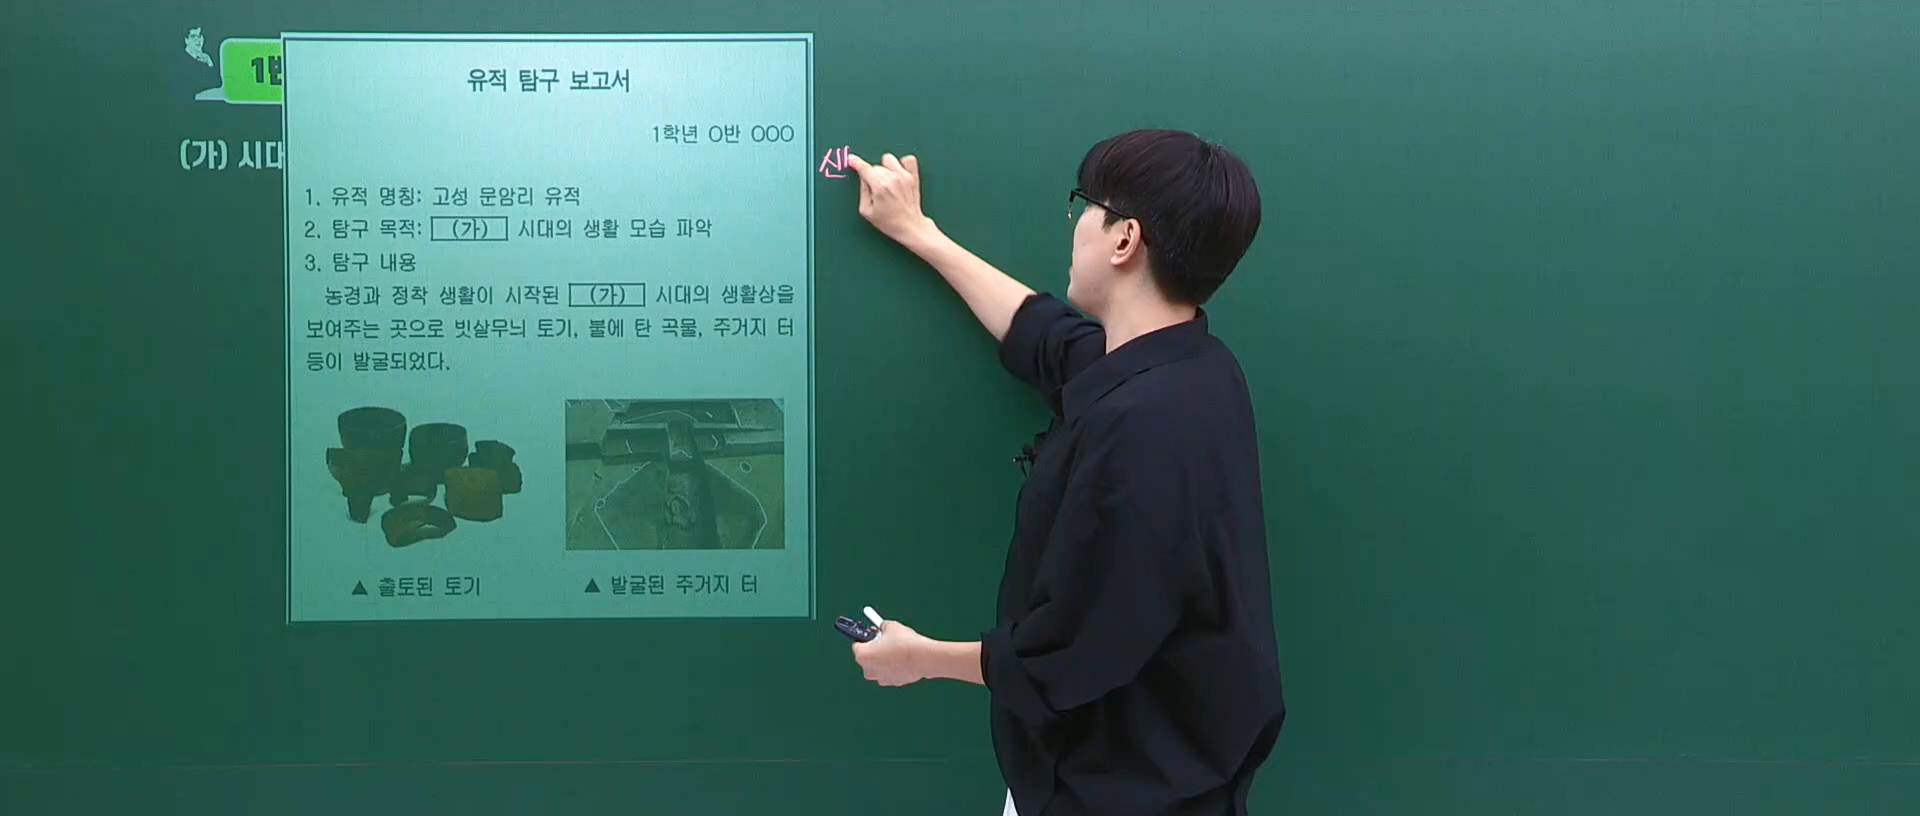 1번
(가) 시대
유적 탐구 보고서
1학년 O반 OOO
1. 유적 명칭: 고성 문암리 유적
2. 탐구 목적: (가) 시대의 생활 모습 파악
3. 탐구 내용
농경과 정착 생활이 시작된 (가) 시대의 생활상을
보여주는 곳으로 빗살무늬 토기, 불에 탄 곡물, 주거지 터
등이 발굴되었다.
▲ 출토된 토기
▲ 발굴된 주거지 터
신